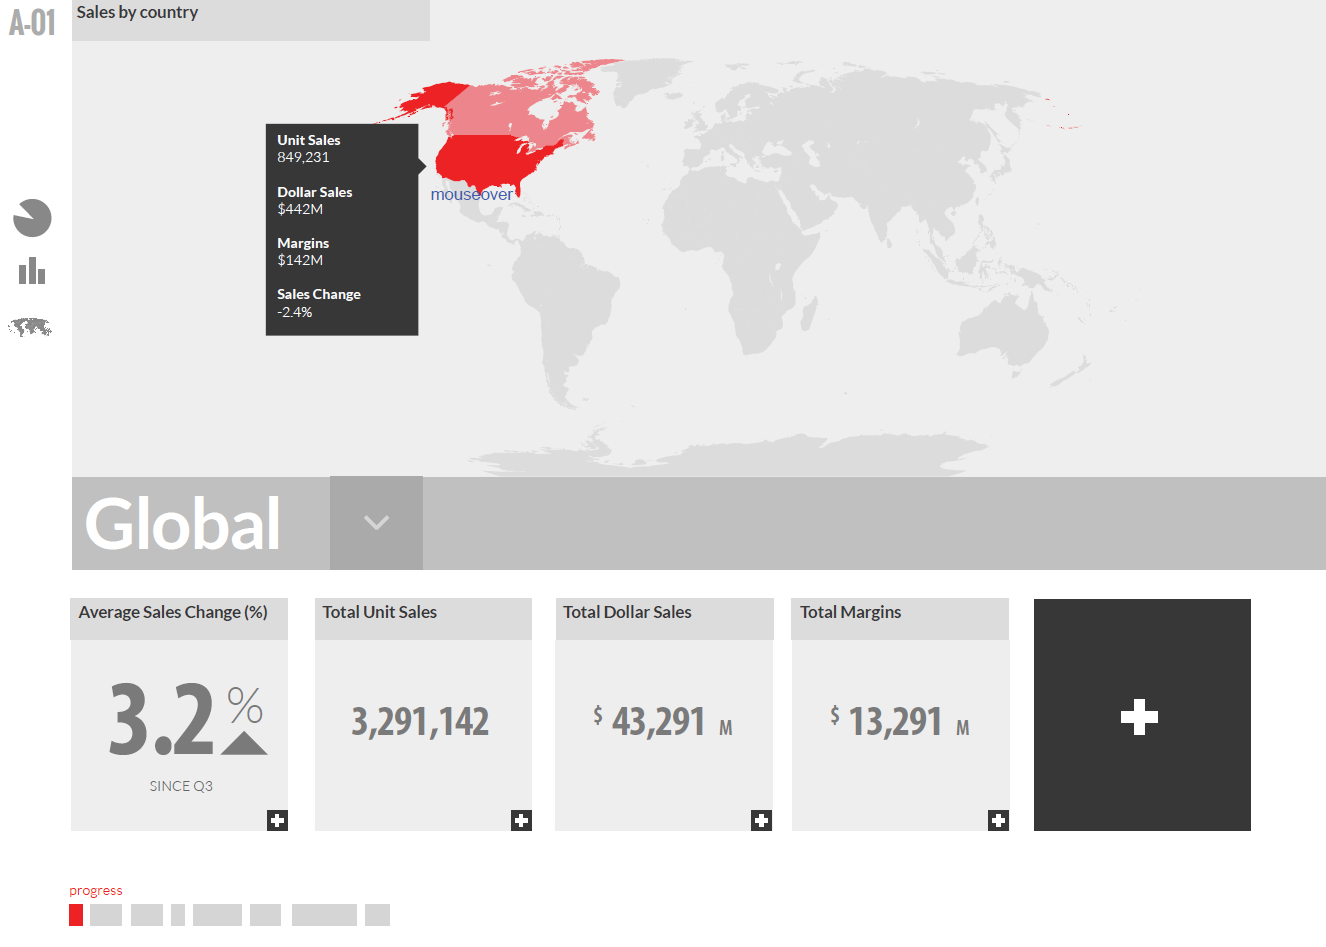 A-01
Sales by country
Unit Sales
849,231
Dollar Sales
$442M
Margins
$142M
Sales Change
-2.4%
mouseover
Global
Average Sales Change (%)
3.2%
SINCE Q3
Total Unit Sales
3,291,142
Total Dollar Sales
$ 43,291 M
Total Margins
$ 13,291 M
progress